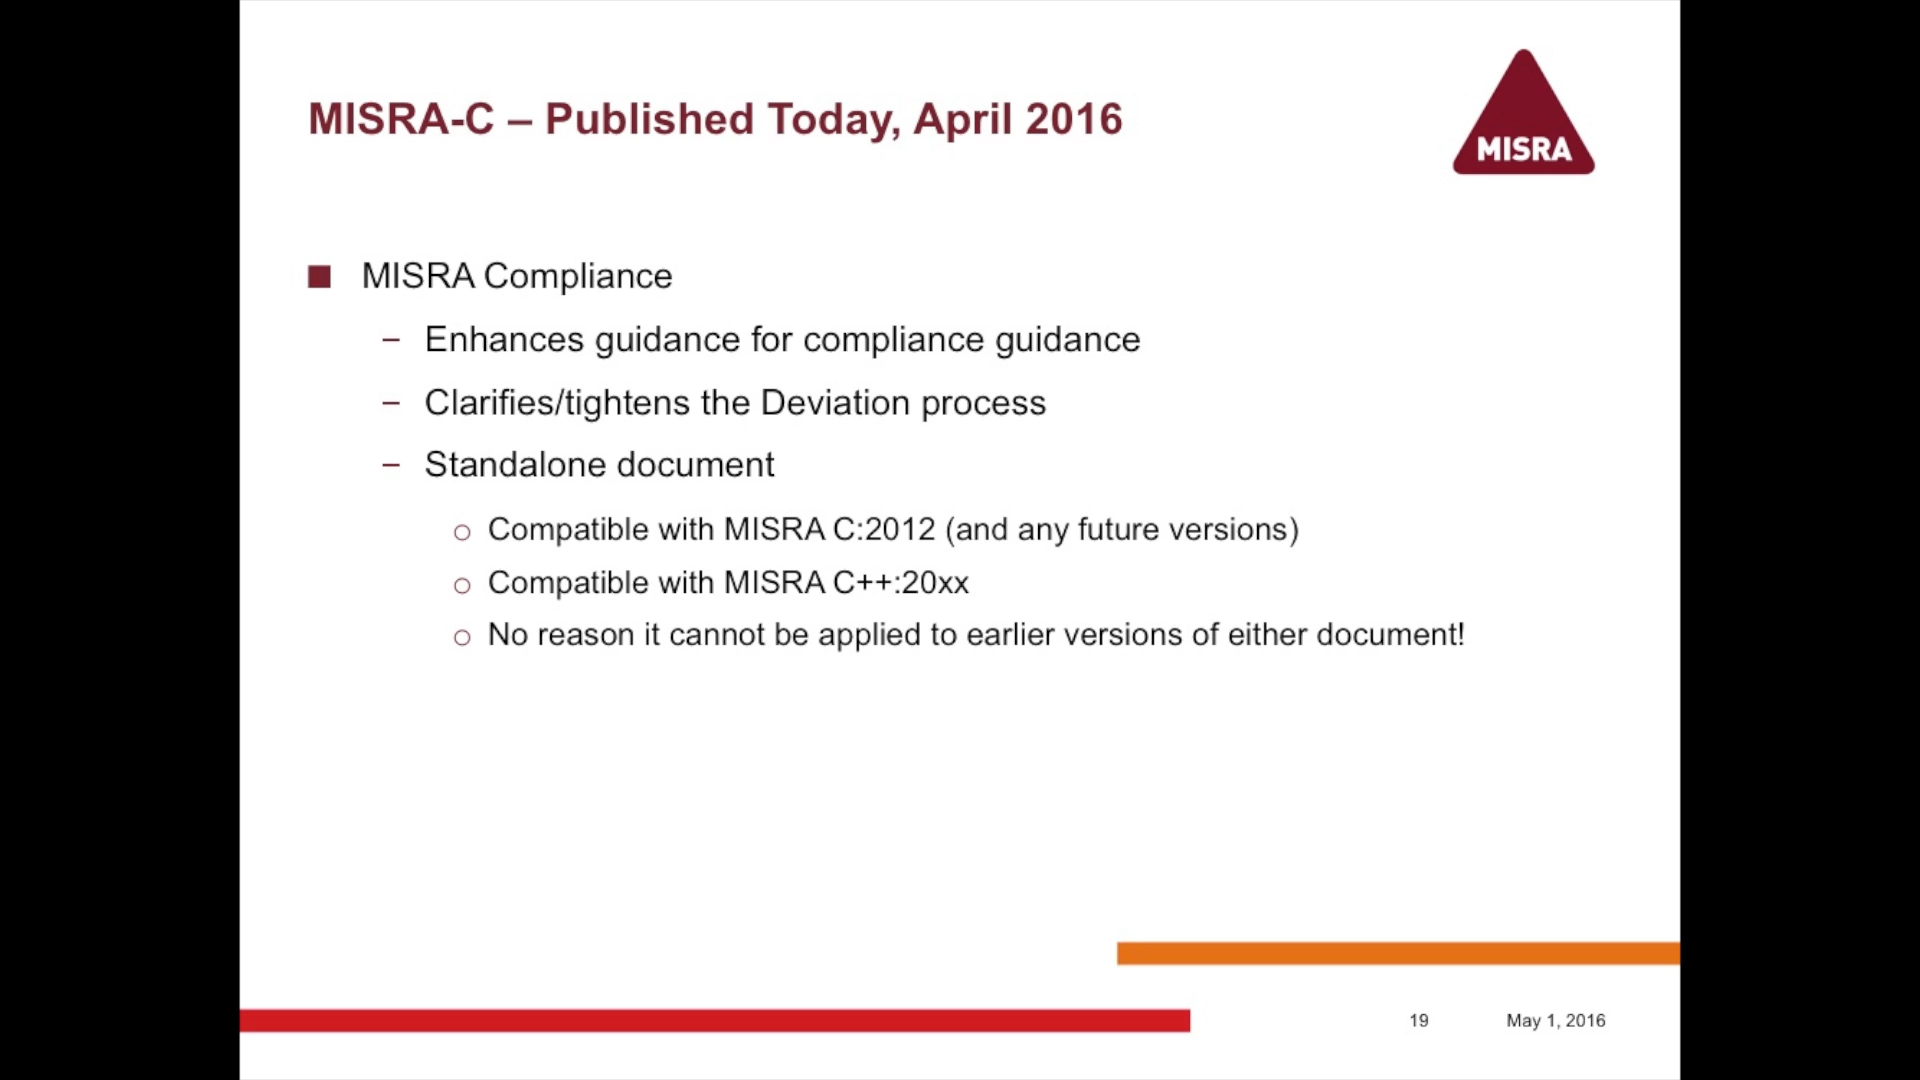 MISRA-C – Published Today, April 2016
MISRA
MISRA Compliance
– Enhances guidance for compliance guidance
– Clarifies/tightens the Deviation process
– Standalone document
○ Compatible with MISRA C:2012 (and any future versions)
○ Compatible with MISRA C++:20xx
○ No reason it cannot be applied to earlier versions of either document!
19 May 1, 2016